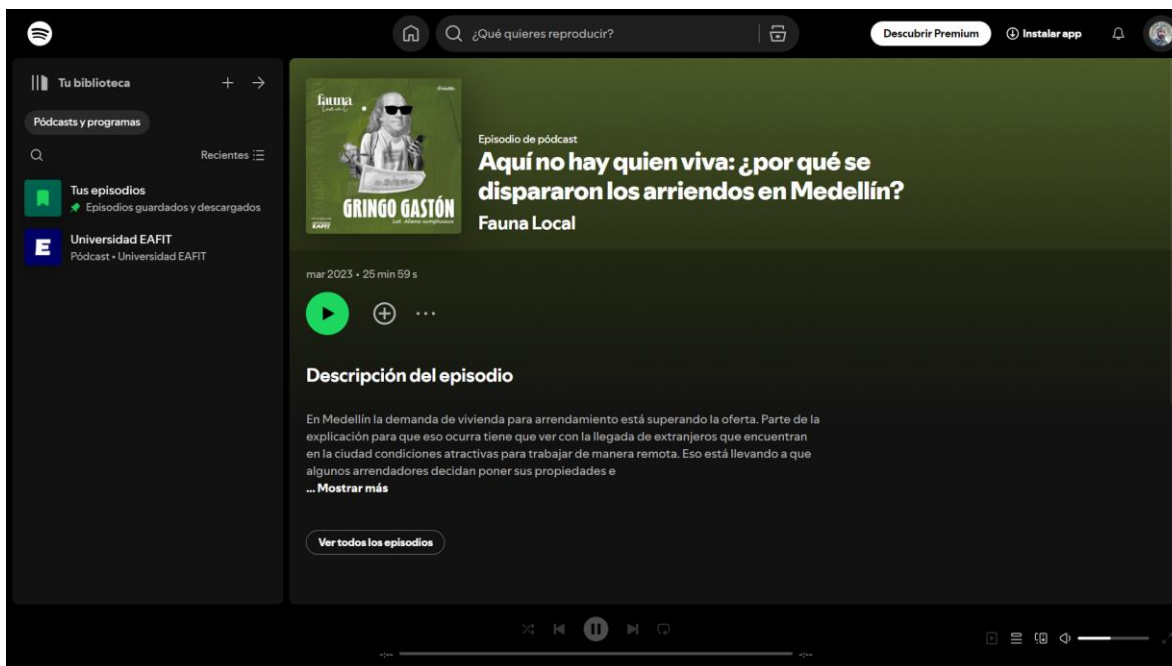 ¿Qué quieres reproducir?
Descubrir Premium
Instalar app
Tu biblioteca
Pódcasts y programas
Recientes
Tus episodios
Episodios guardados y descargados
E
Universidad EAFIT
Pódcast • Universidad EAFIT
fauna
local
GRINGO GASTÓN
EAFIT
Episodio de pódcast
Aquí no hay quien viva: ¿por qué se
dispararon los arriendos en Medellín?
Fauna Local
mar 2023 • 25 min 59 s
Descripción del episodio
En Medellín la demanda de vivienda para arrendamiento está superando la oferta. Parte de la
explicación para que eso ocurra tiene que ver con la llegada de extranjeros que encuentran
en la ciudad condiciones atractivas para trabajar de manera remota. Eso está llevando a que
algunos arrendadores decidan poner sus propiedades e
... Mostrar más
Ver todos los episodios
-:--
-:--